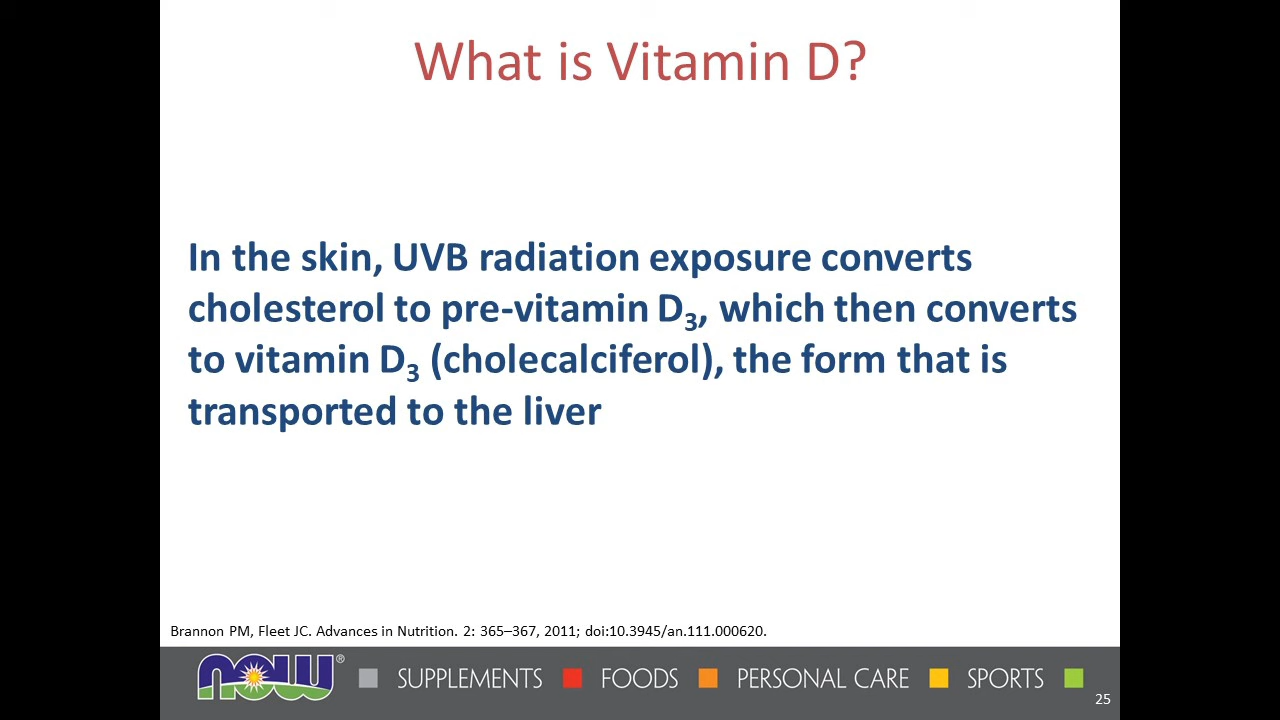 What is Vitamin D?
In the skin, UVB radiation exposure converts
cholesterol to pre-vitamin D₃, which then converts
to vitamin D₃ (cholecalciferol), the form that is
transported to the liver
Brannon PM, Fleet JC. Advances in Nutrition. 2: 365–367, 2011; doi:10.3945/an.111.000620.
now® SUPPLEMENTS FOODS PERSONAL CARE SPORTS
25